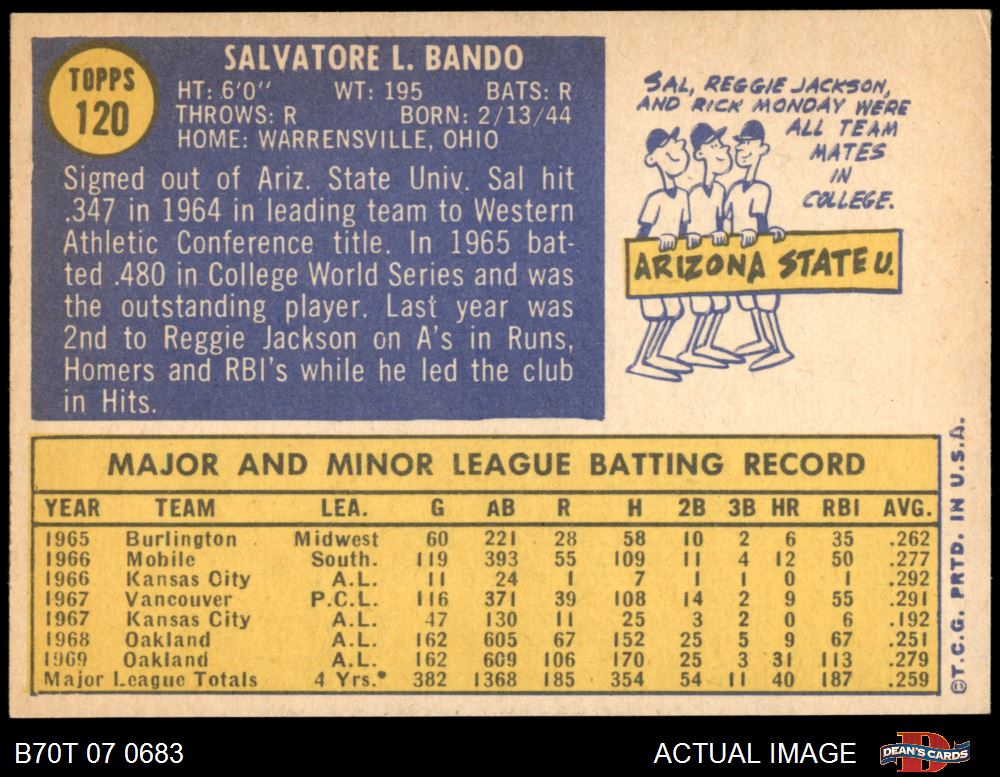 TOPPS
120
SALVATORE L. BANDO
HT: 6'0" WT: 195 BATS: R
THROWS: R BORN: 2/13/44
HOME: WARRENSVILLE, OHIO
Signed out of Ariz. State Univ. Sal hit
.347 in 1964 in leading team to Western
Athletic Conference title. In 1965 bat-
ted .480 in College World Series and was
the outstanding player. Last year was
2nd to Reggie Jackson on A's in Runs,
Homers and RBI's while he led the club
in Hits.
SAL, REGGIE JACKSON,
AND RICK MONDAY WERE
ALL TEAM
MATES
IN
COLLEGE.
ARIZONA STATE U.
MAJOR AND MINOR LEAGUE BATTING RECORD
YEAR TEAM LEA. G AB R H 2B 3B HR RBI AVG.
1965 Burlington Midwest 60 221 28 58 10 2 6 35 .262
1966 Mobile South. 119 393 55 109 11 4 12 50 .277
1966 Kansas City A.L. 11 24 1 7 1 1 0 1 .292
1967 Vancouver P.C.L. 116 371 39 108 14 2 9 55 .291
1967 Kansas City A.L. 47 130 11 25 3 2 0 6 .192
1968 Oakland A.L. 162 605 67 152 25 5 9 67 .251
1969 Oakland A.L. 162 609 106 170 25 3 31 113 .279
Major League Totals 4 Yrs.* 382 1368 185 354 54 11 40 187 .259
©T.C.G. PRTD. IN U.S.A.
B70T 07 0683
ACTUAL IMAGE
DEAN'S CARDS